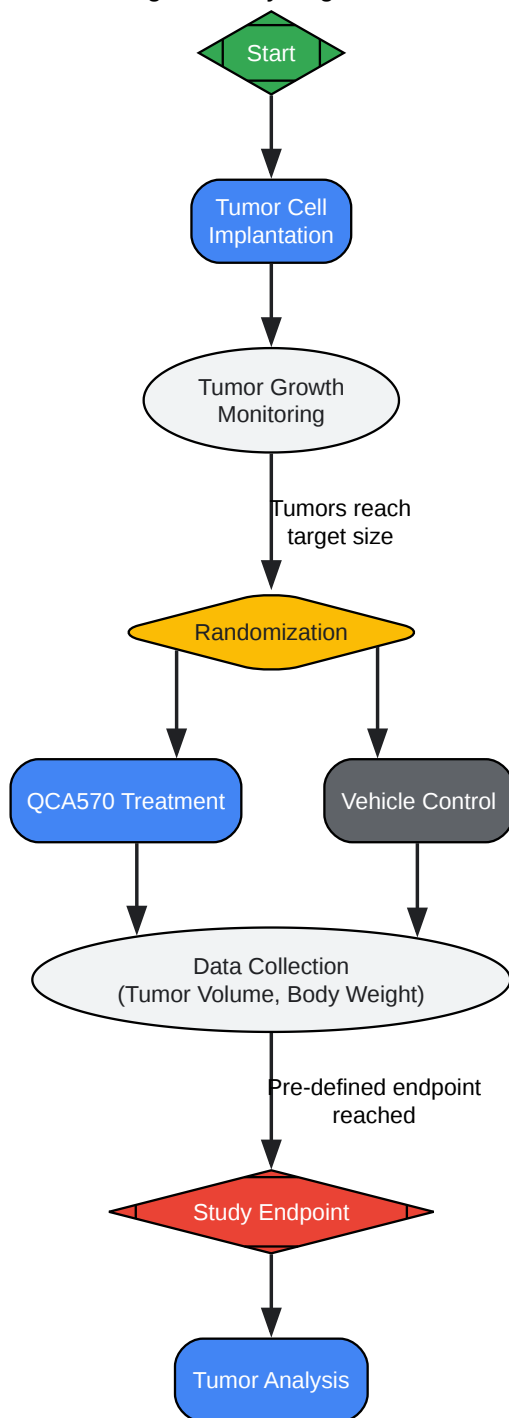 Start
Tumor Cell
Implantation
Tumor Growth
Monitoring
Tumors reach
target size
Randomization
QCA570 Treatment
Vehicle Control
Data Collection
(Tumor Volume, Body Weight)
Pre-defined endpoint
reached
Study Endpoint
Tumor Analysis